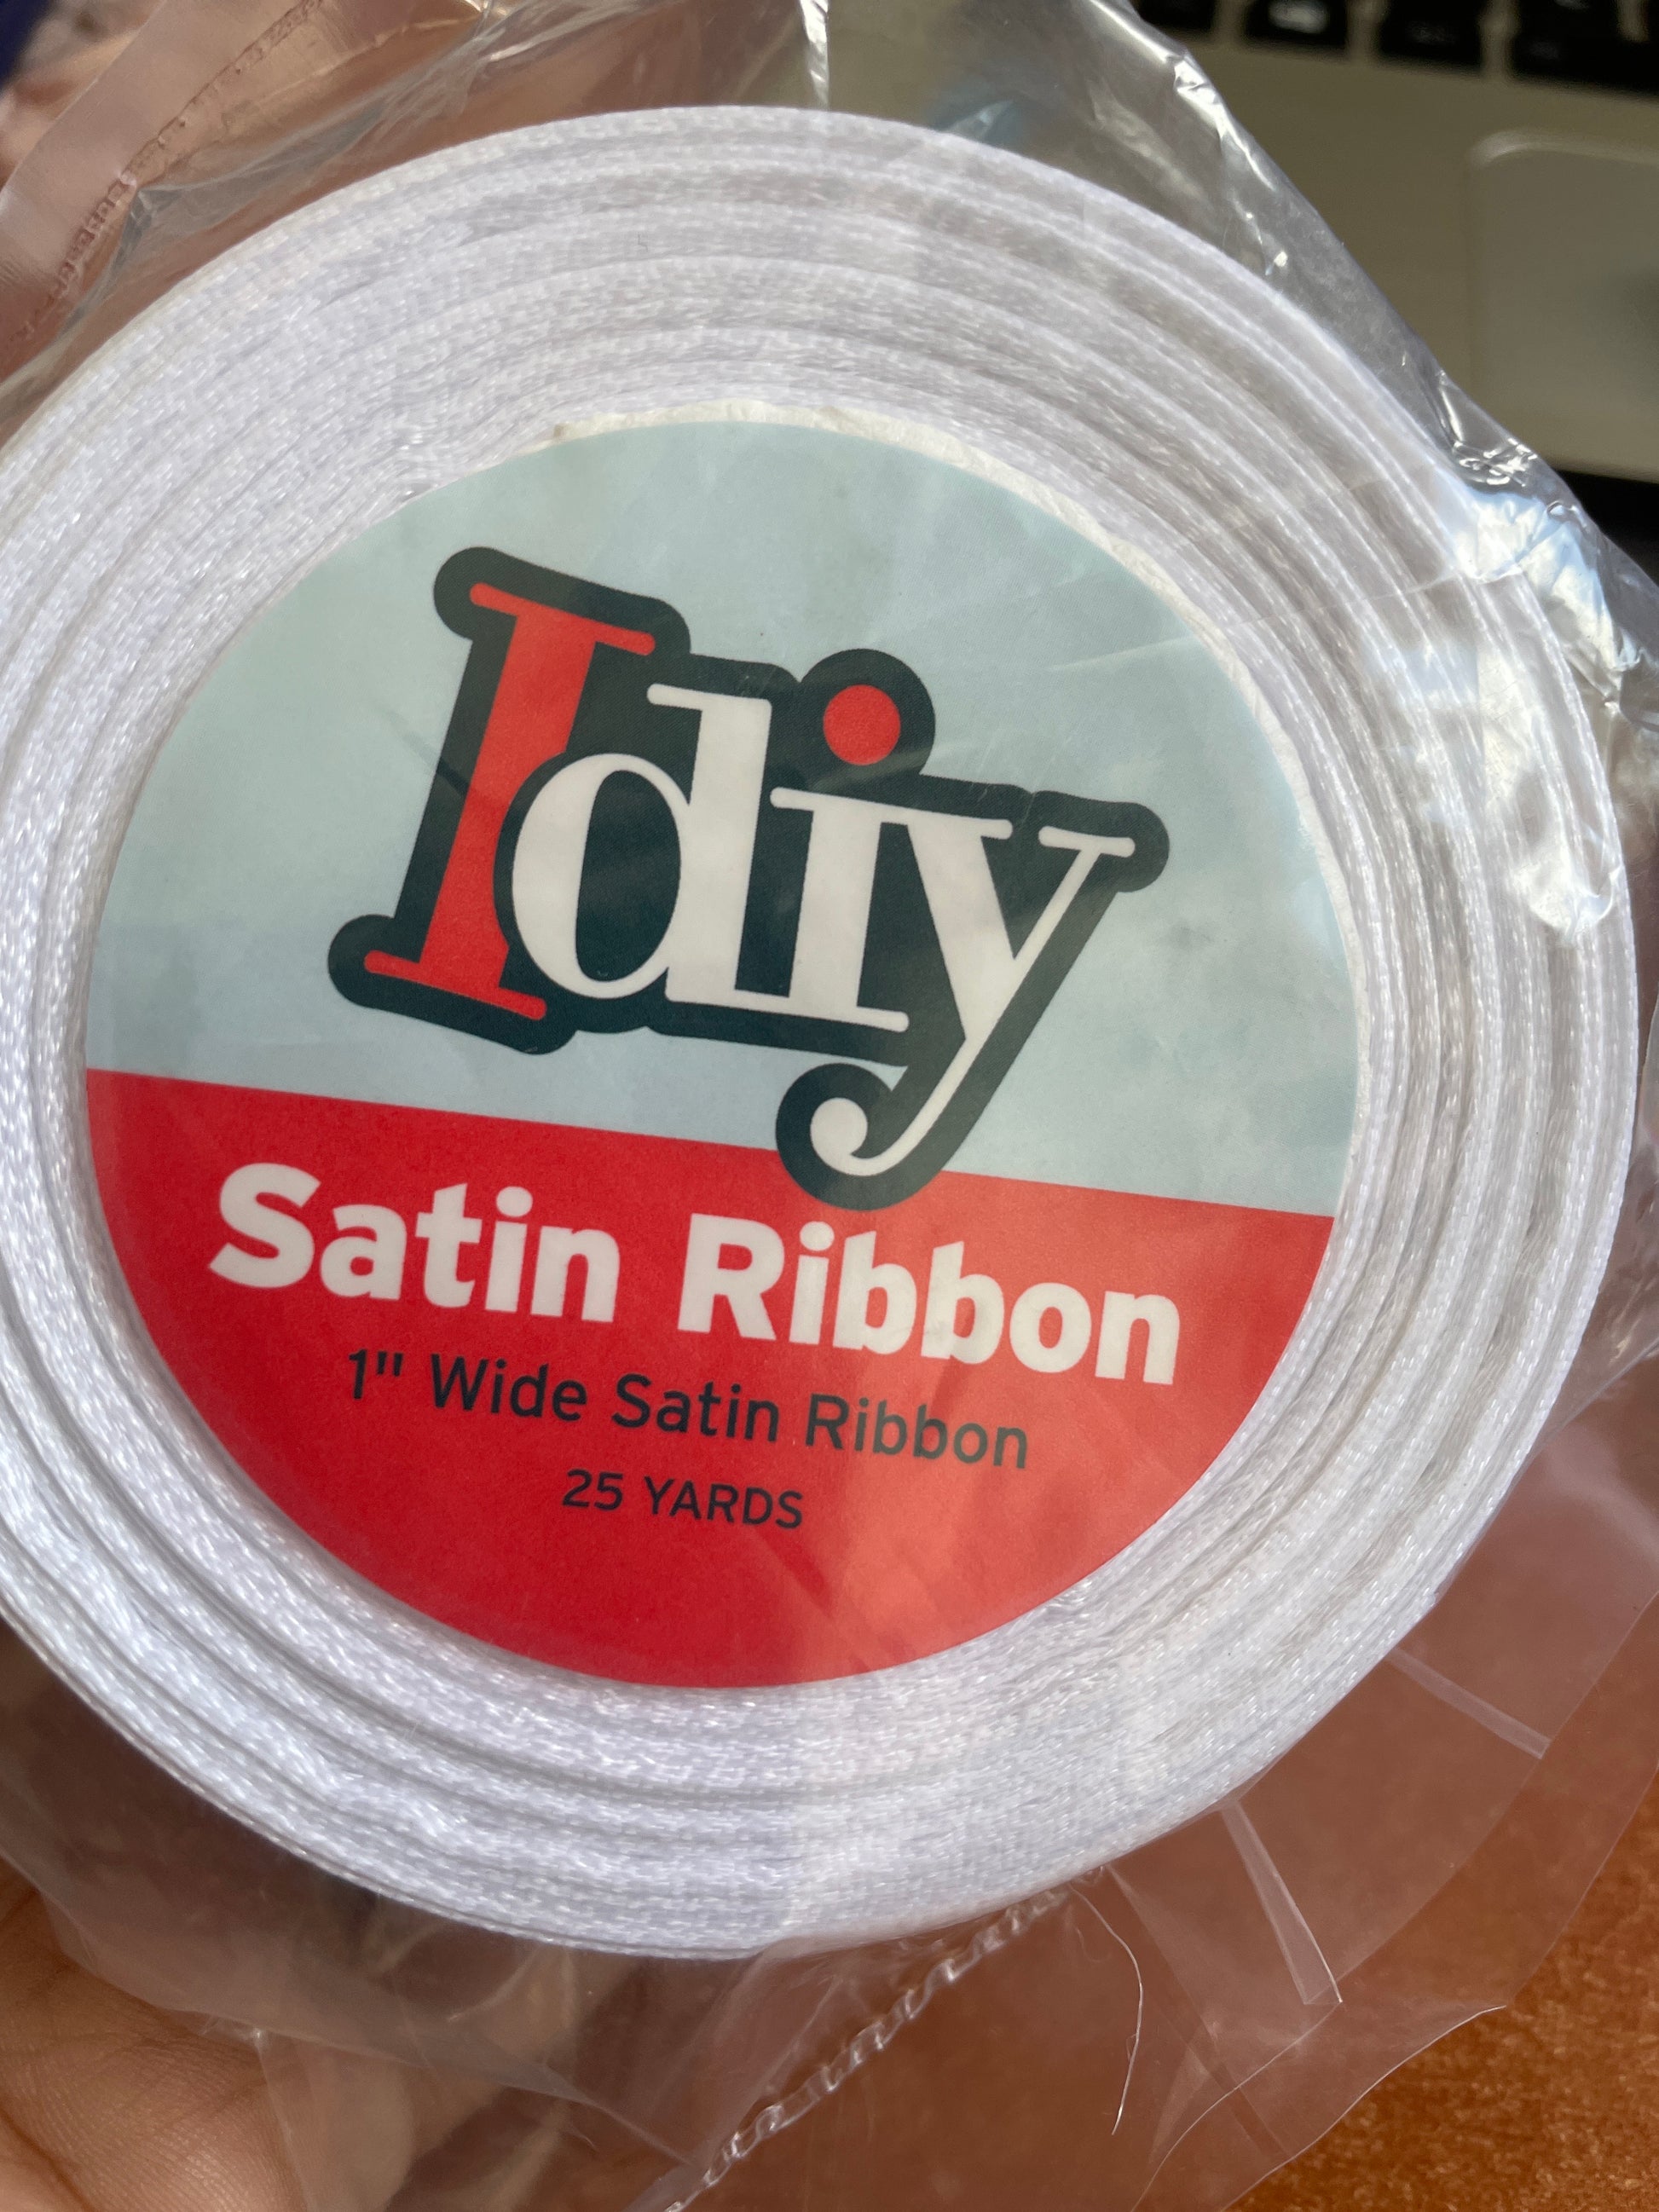 Idiy
Satin Ribbon
1" Wide Satin Ribbon
25 YARDS